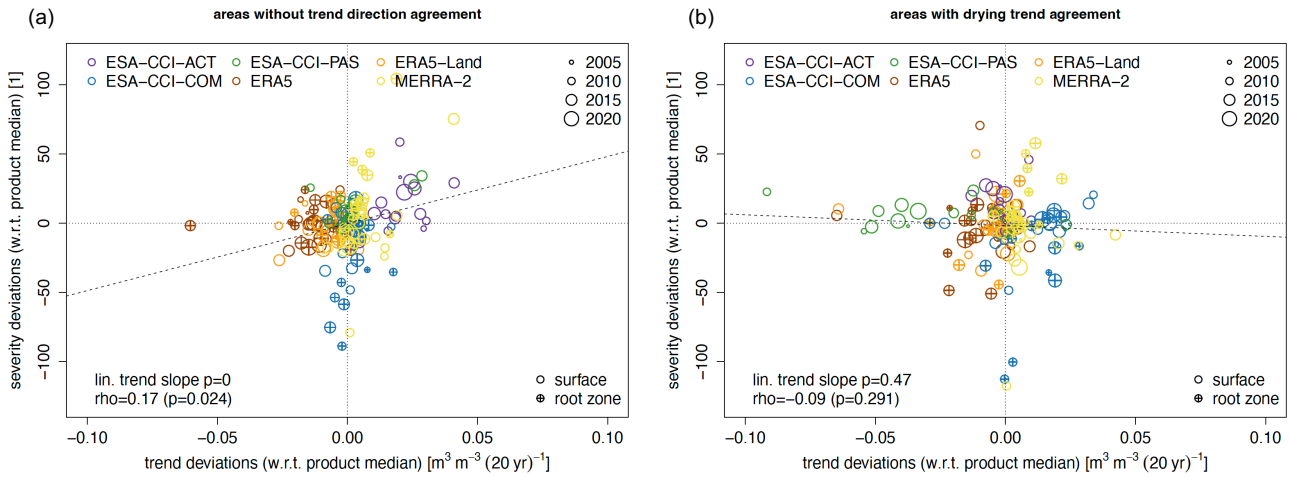 (a)
areas without trend direction agreement
ESA−CCI−ACT
ESA−CCI−COM
ESA−CCI−PAS
ERA5
ERA5−Land
MERRA−2
2005
2010
2015
2020
severity deviations (w.r.t. product median) [1]
100
50
0
−50
−100
lin. trend slope p=0
rho=0.17 (p=0.024)
surface
root zone
−0.10 −0.05 0.00 0.05 0.10
trend deviations (w.r.t. product median) [m³ m⁻³ (20 yr)⁻¹]
(b)
areas with drying trend agreement
ESA−CCI−ACT
ESA−CCI−COM
ESA−CCI−PAS
ERA5
ERA5−Land
MERRA−2
2005
2010
2015
2020
severity deviations (w.r.t. product median) [1]
100
50
0
−50
−100
lin. trend slope p=0.47
rho=−0.09 (p=0.291)
surface
root zone
−0.10 −0.05 0.00 0.05 0.10
trend deviations (w.r.t. product median) [m³ m⁻³ (20 yr)⁻¹]